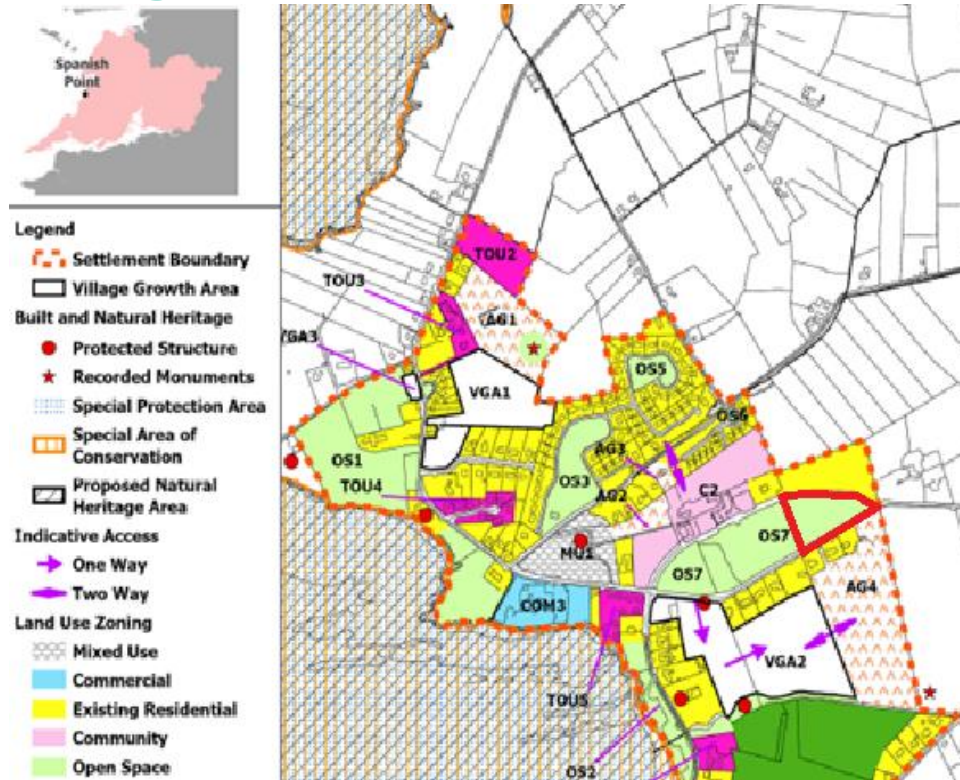 Spanish
Point
Legend
Settlement Boundary
Village Growth Area
Built and Natural Heritage
Protected Structure
Recorded Monuments
Special Protection Area
Special Area of
Conservation
Proposed Natural
Heritage Area
Indicative Access
One Way
Two Way
Land Use Zoning
Mixed Use
Commercial
Existing Residential
Community
Open Space
TOU2
TOU3
AG1
GA3
VGA1
OS5
OS6
AG3
OS1
OS3
TOU4
AG2
C2
MU1
OS7
OS7
COM3
AG4
VGA2
TOU5
OS2